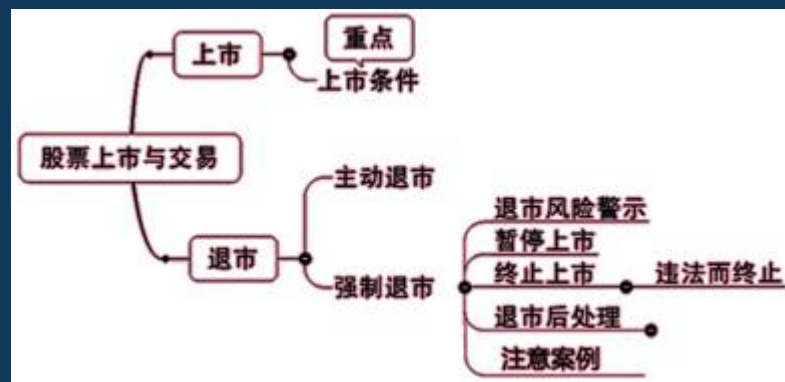 重点
上市
上市条件
股票上市与交易
主动退市
退市
强制退市
退市风险警示
暂停上市
终止上市
违法而终止
退市后处理
注意案例